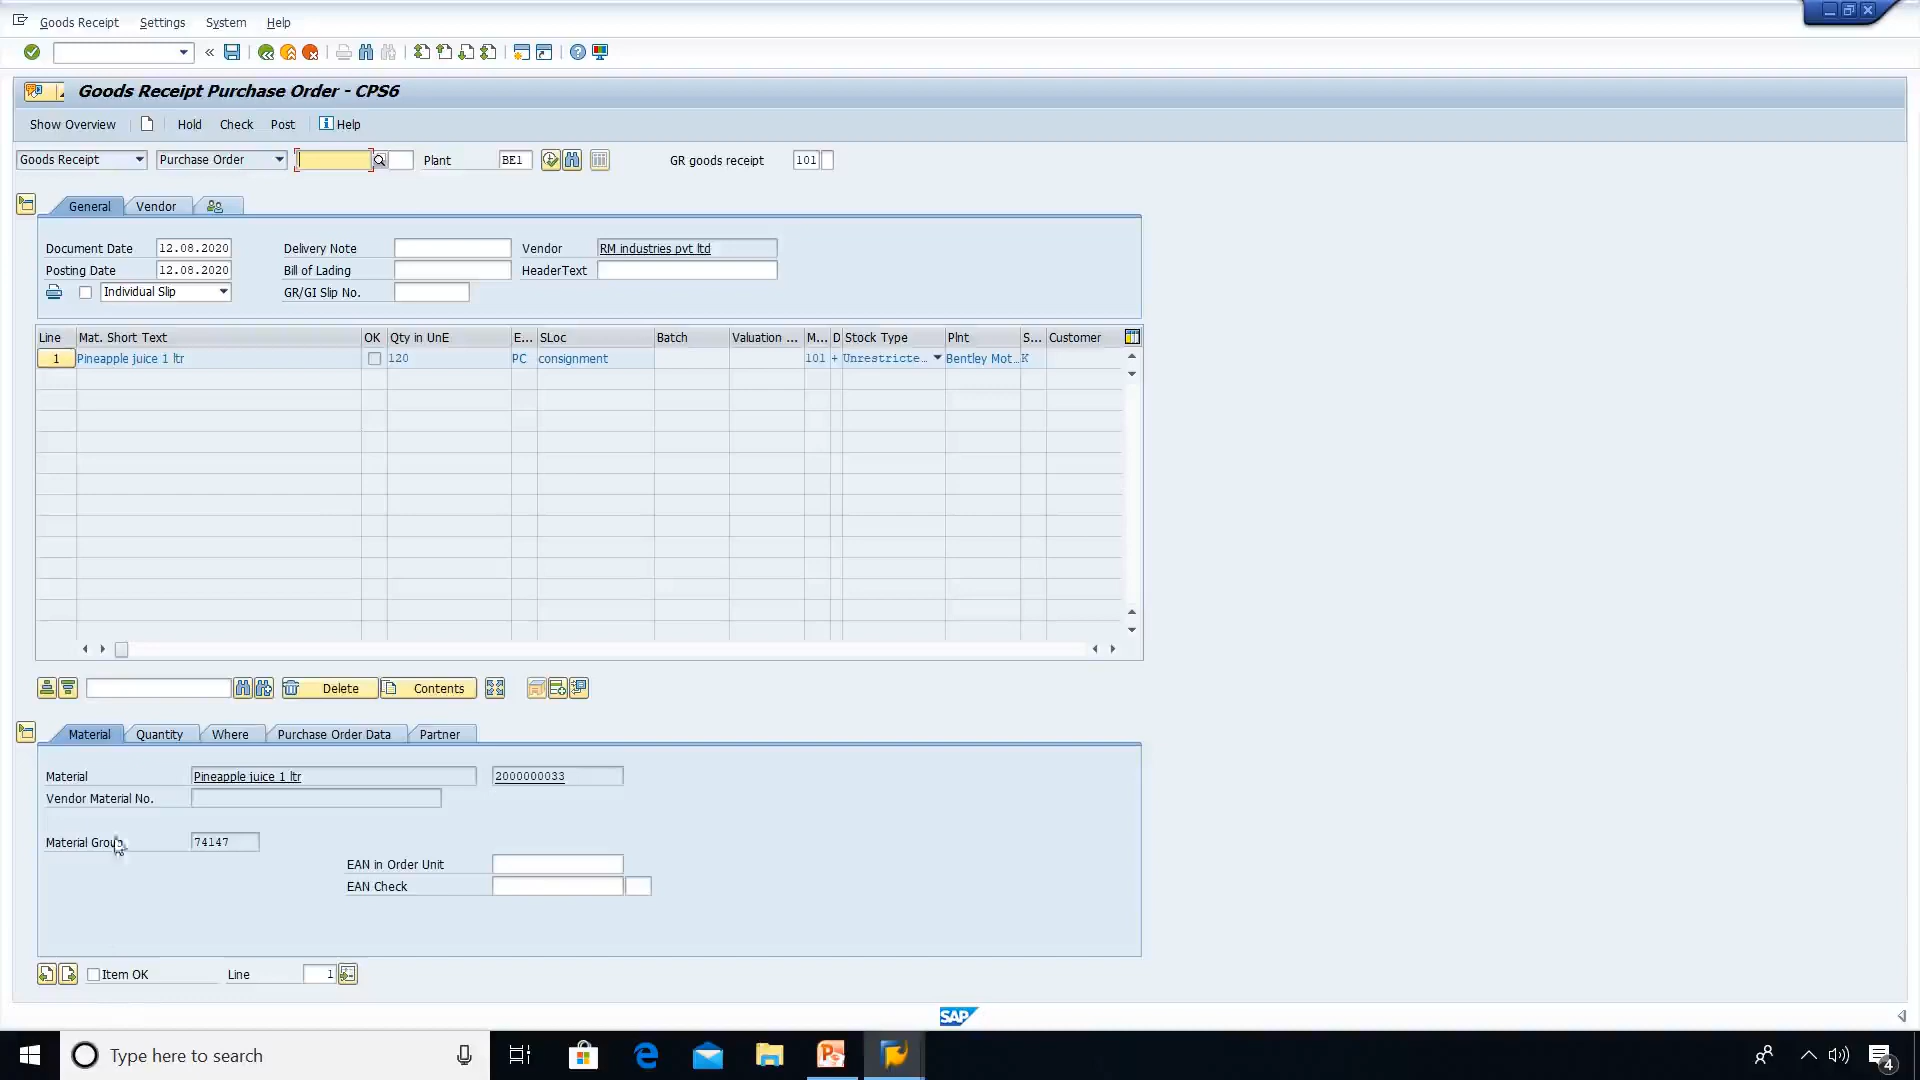 Goods Receipt Settings System Help
Goods Receipt Purchase Order - CPS6
Show Overview Hold Check Post Help
Goods Receipt Purchase Order Plant BE1 GR goods receipt 101
General Vendor
Document Date 12.08.2020 Delivery Note Vendor RM industries pvt ltd
Posting Date 12.08.2020 Bill of Lading HeaderText
Individual Slip GR/GI Slip No.
Line Mat. Short Text OK Qty in UnE E... SLoc Batch Valuation ... M... D Stock Type Plnt S... Customer
1 Pineapple juice 1 ltr 120 PC consignment 101 + Unrestricte... Bentley Mot... K
Delete Contents
Material Quantity Where Purchase Order Data Partner
Material Pineapple juice 1 ltr 2000000033
Vendor Material No.
Material Group 74147
EAN in Order Unit
EAN Check
Item OK Line 1
SAP
Type here to search
4